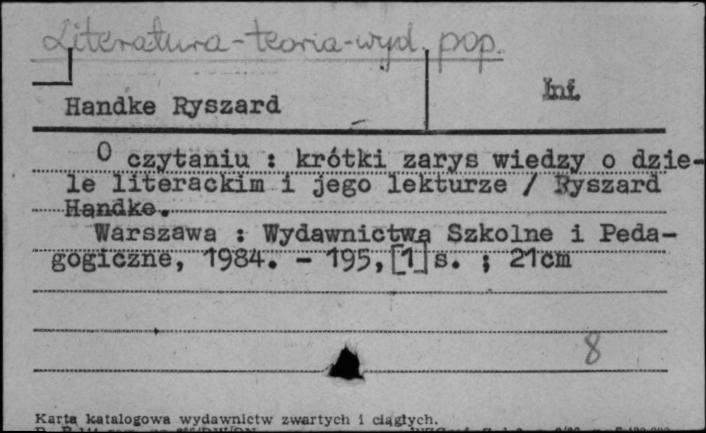 Literatura-teoria-wyd. pop.
Inf.
Handke Ryszard
O czytaniu : krótki zarys wiedzy o dzie-
le literackim i jego lekturze / Ryszard
Handke.
Warszawa : Wydawnictwa Szkolne i Peda-
gogiczne, 1984. - 195, [1] s. ; 21cm
8
Karta katalogowa wydawnictw zwartych i ciągłych.